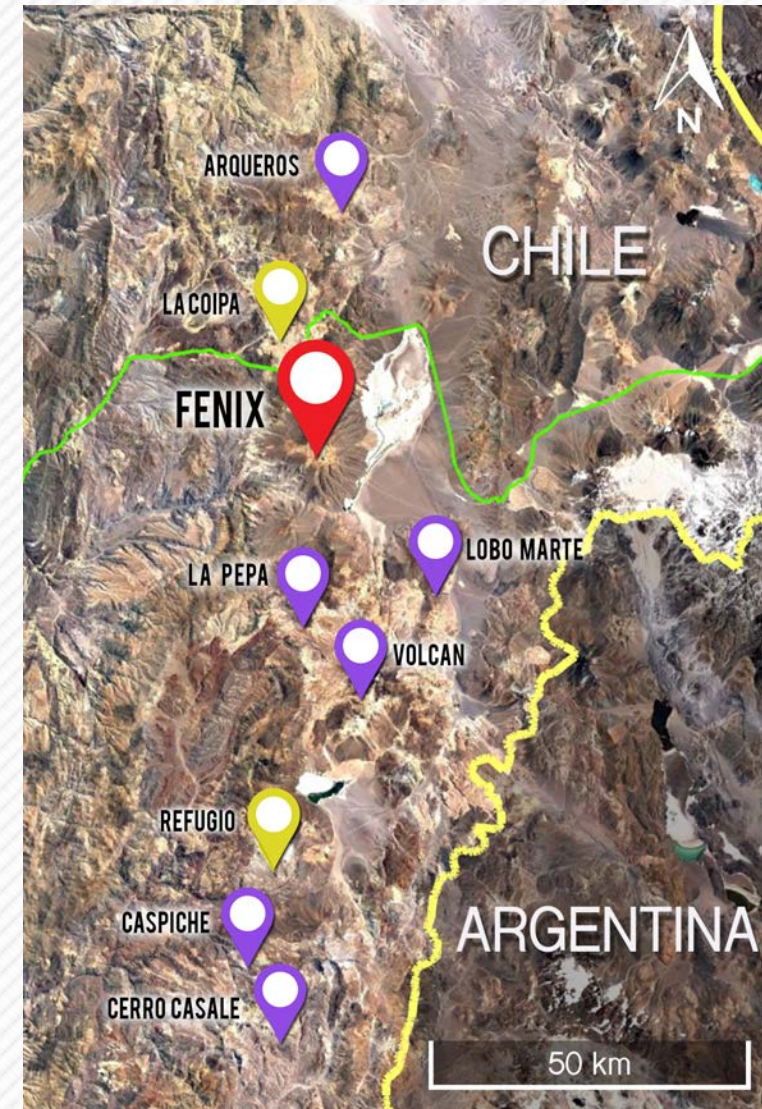 N
ARQUEROS
CHILE
LA COIPA
FENIX
LOBO MARTE
LA PEPA
VOLCAN
REFUGIO
CASPICHE
ARGENTINA
CERRO CASALE
50 km